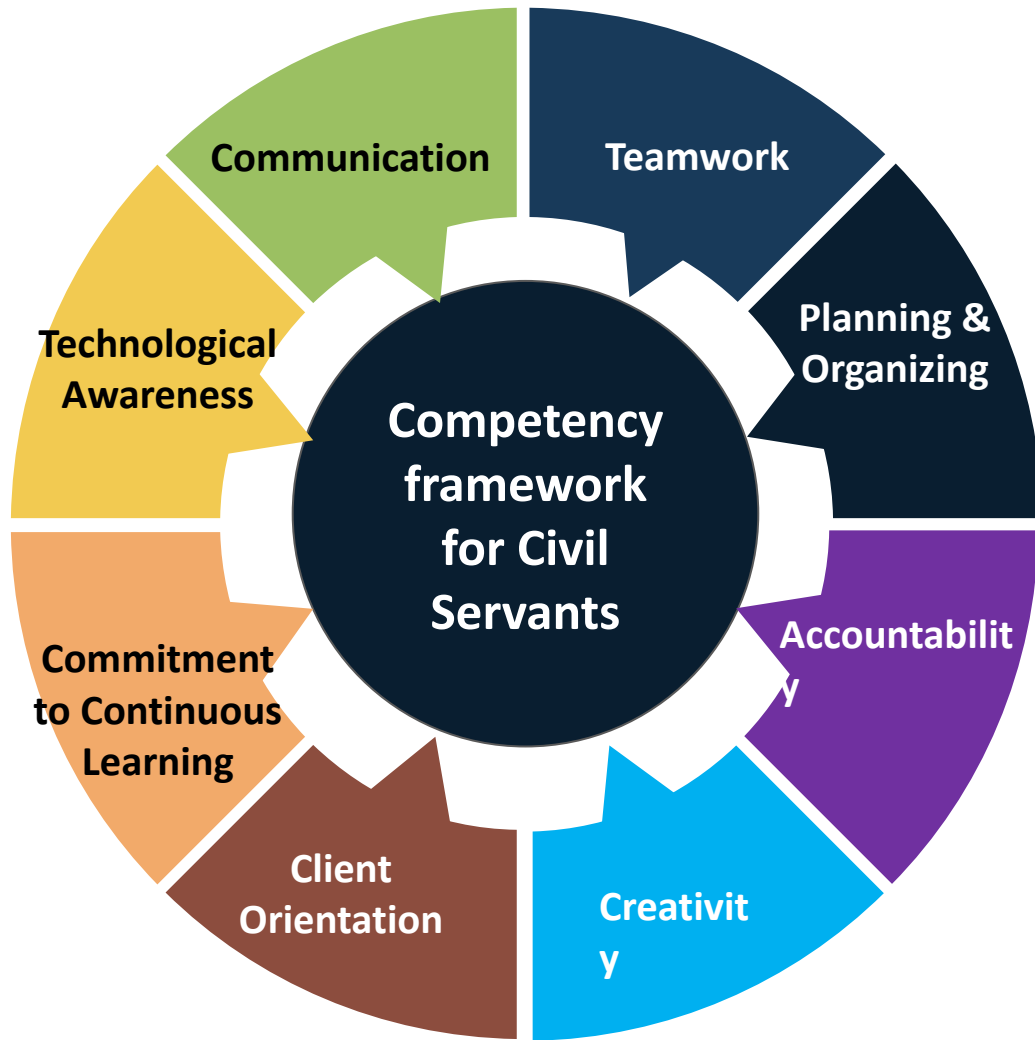 Communication
Teamwork
Planning &
Organizing
Technological
Awareness
Competency
framework
for Civil
Servants
Accountabilit
y
Commitment
to Continuous
Learning
Client
Orientation
Creativit
y